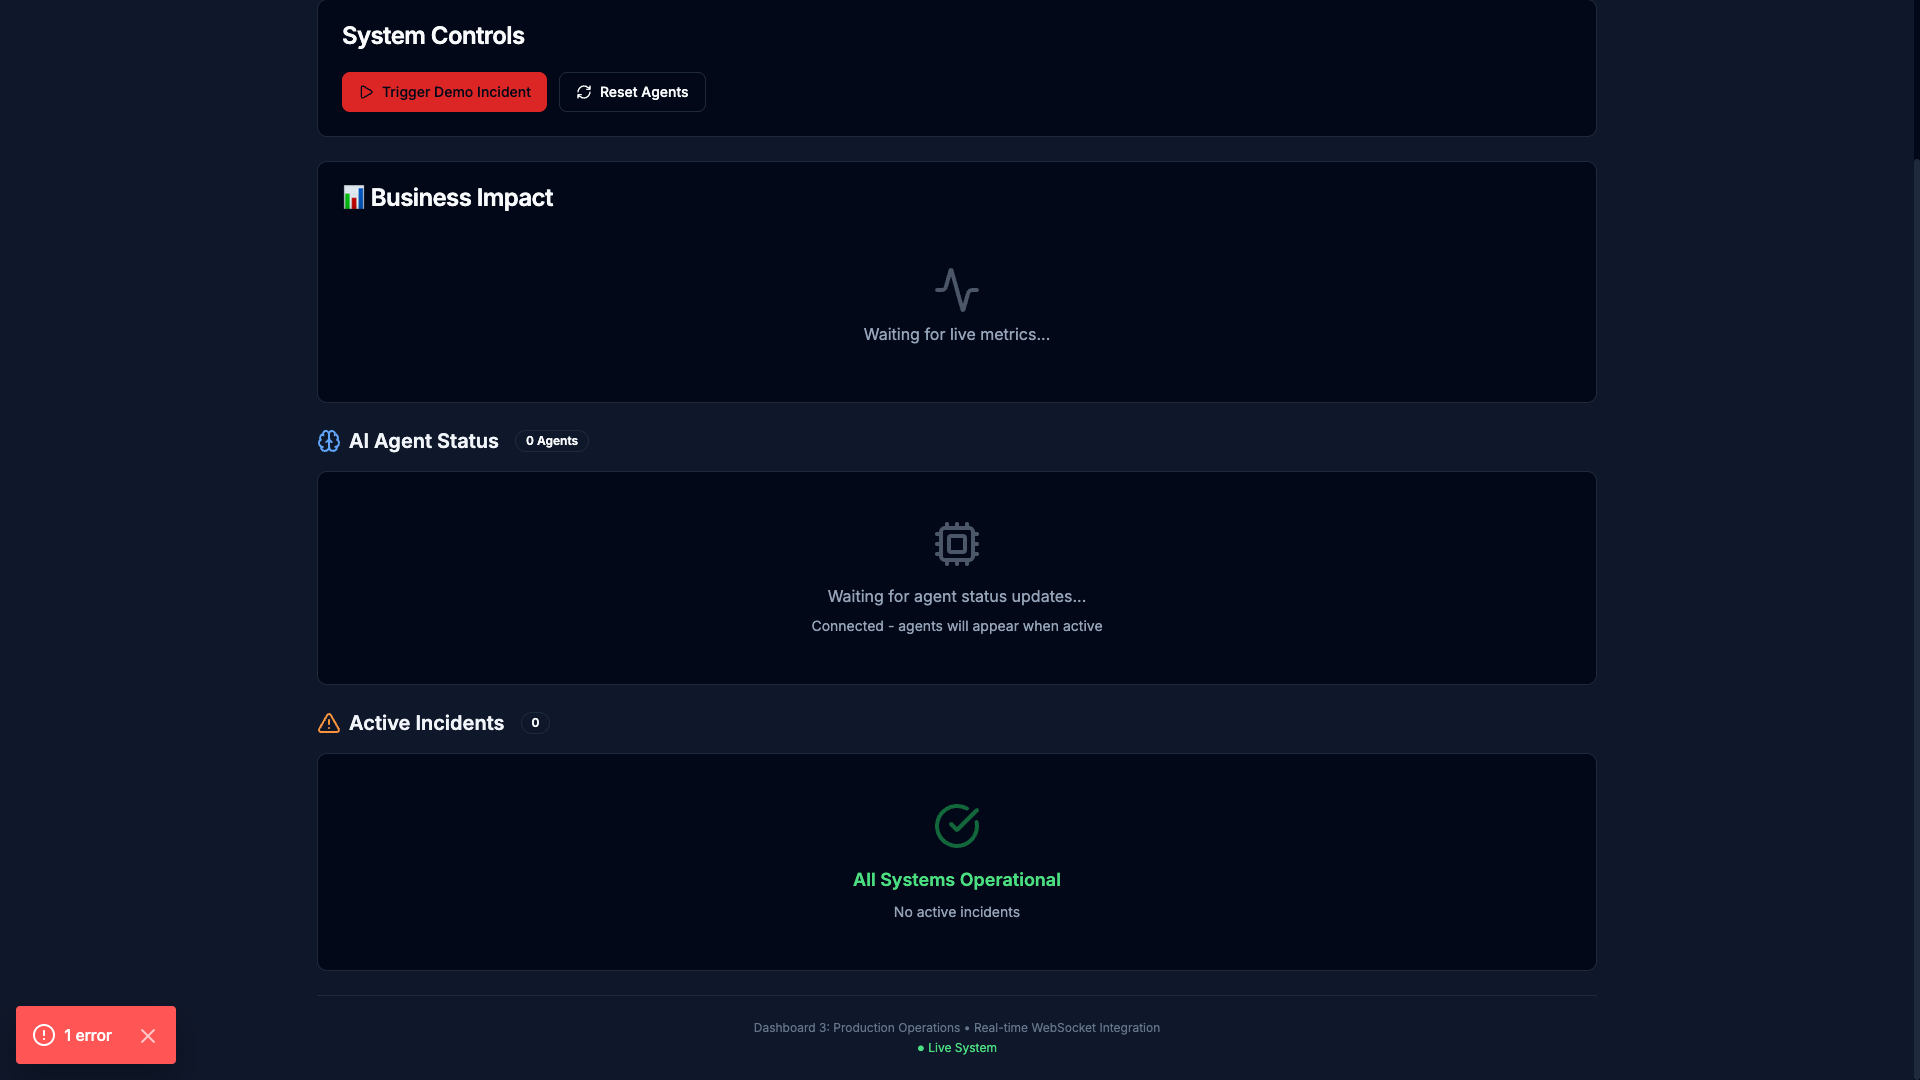 System Controls
Trigger Demo Incident
Reset Agents
📊 Business Impact
Waiting for live metrics...
AI Agent Status
0 Agents
Waiting for agent status updates...
Connected - agents will appear when active
Active Incidents
0
All Systems Operational
No active incidents
1 error
Dashboard 3: Production Operations • Real-time WebSocket Integration
● Live System